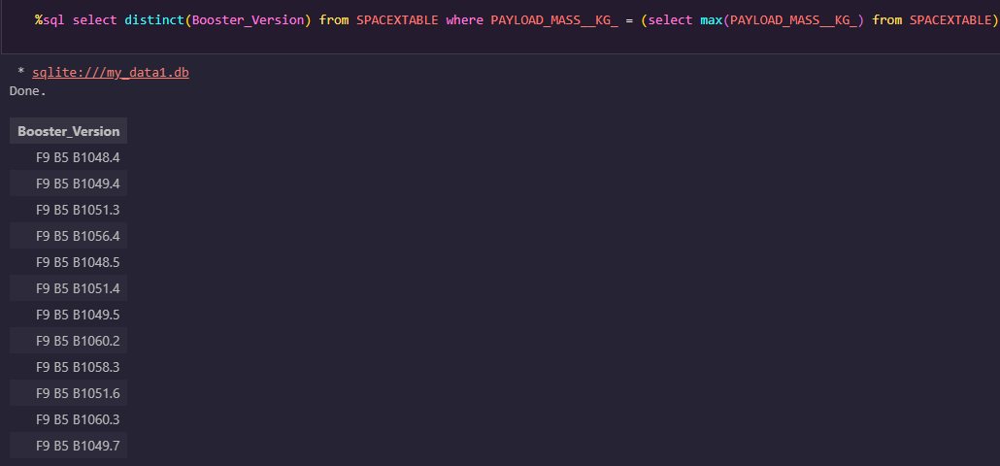 %sql select distinct(Booster_Version) from SPACEXTABLE where PAYLOAD_MASS__KG_ = (select max(PAYLOAD_MASS__KG_) from SPACEXTABLE)
* sqlite:///my_data1.db
Done.
Booster_Version
F9 B5 B1048.4
F9 B5 B1049.4
F9 B5 B1051.3
F9 B5 B1056.4
F9 B5 B1048.5
F9 B5 B1051.4
F9 B5 B1049.5
F9 B5 B1060.2
F9 B5 B1058.3
F9 B5 B1051.6
F9 B5 B1060.3
F9 B5 B1049.7